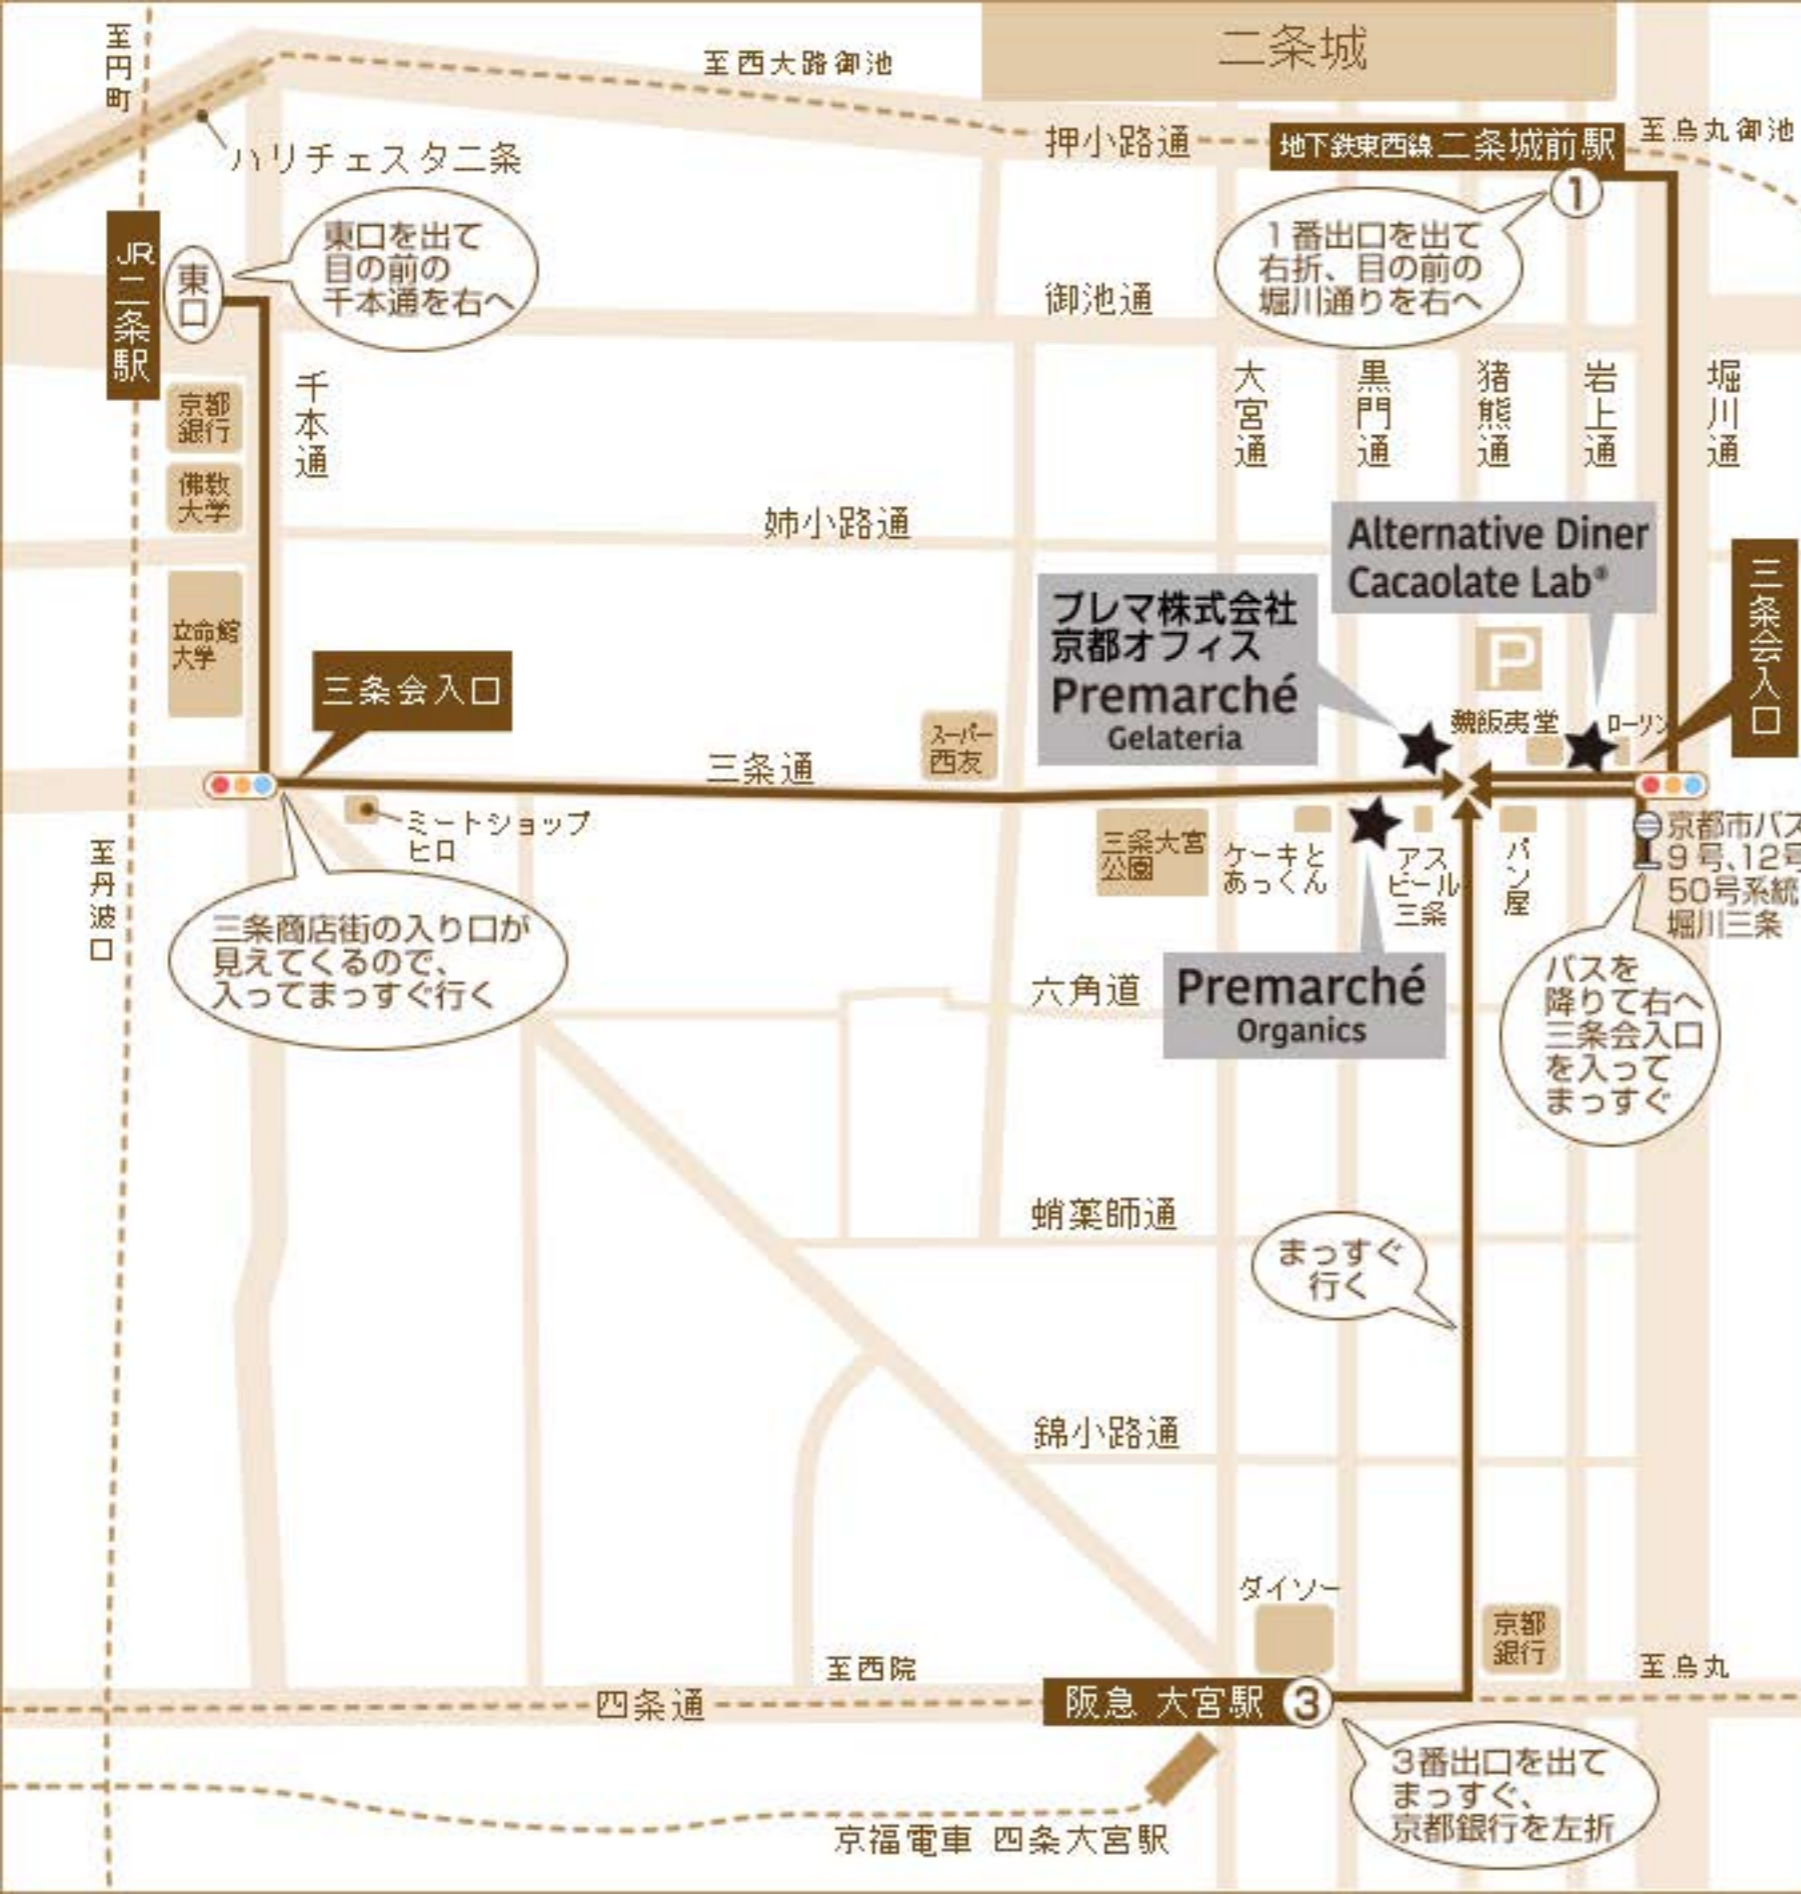 二条城
至円町
至西大路御池
押小路通
地下鉄東西線 二条城前駅
至烏丸御池
ハリチェスタ二条
①
JR二条駅
東口
東口を出て
目の前の
千本通を右へ
1番出口を出て
右折、目の前の
堀川通りを右へ
御池通
京都
銀行
千本通
大宮通
黒門通
猪熊通
岩上通
堀川通
佛教
大学
姉小路通
Alternative Diner
Cacaolate Lab®
立命館
大学
三条会入口
プレマ株式会社
京都オフィス
Premarché
Gelateria
P
三条会入口
スーパー
西友
三条通
夷堂
ローソン
ミートショップ
ヒロ
三条大宮
公園
ケーキと
あっくん
アス
ビール
三条
パン屋
京都市バス
9号、12号
50号系統
堀川三条
至丹波口
三条商店街の入り口が
見えてくるので、
入ってまっすぐ行く
六角道
Premarché
Organics
バスを
降りて右へ
三条会入口
を入って
まっすぐ
蛸薬師通
まっすぐ
行く
錦小路通
ダイソー
京都
銀行
至西院
至烏丸
四条通
阪急 大宮駅
③
3番出口を出て
まっすぐ、
京都銀行を左折
京福電車 四条大宮駅